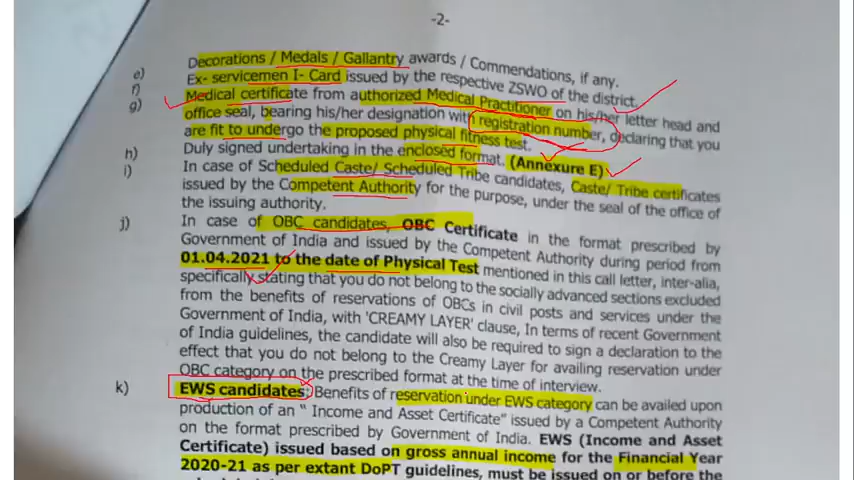 -2-
Decorations / Medals / Gallantry awards / Commendations, if any.
e) Ex- servicemen I- Card issued by the respective ZSWO of the district.
f) Medical certificate from authorized Medical Practitioner on his/her letter head and
g) office seal, bearing his/her designation with registration number, declaring that you
are fit to undergo the proposed physical fitness test.
h) Duly signed undertaking in the enclosed format. (Annexure E)
i) In case of Scheduled Caste/ Scheduled Tribe candidates, Caste/ Tribe certificates
issued by the Competent Authority for the purpose, under the seal of the office of
the issuing authority.
j) In case of OBC candidates, OBC Certificate in the format prescribed by
Government of India and issued by the Competent Authority during period from
01.04.2021 to the date of Physical Test mentioned in this call letter, inter-alia,
specifically stating that you do not belong to the socially advanced sections excluded
from the benefits of reservations of OBCs in civil posts and services under the
Government of India, with 'CREAMY LAYER' clause, In terms of recent Government
of India guidelines, the candidate will also be required to sign a declaration to the
effect that you do not belong to the Creamy Layer for availing reservation under
OBC category on the prescribed format at the time of interview.
k) EWS candidates: Benefits of reservation under EWS category can be availed upon
production of an " Income and Asset Certificate" issued by a Competent Authority
on the format prescribed by Government of India. EWS (Income and Asset
Certificate) issued based on gross annual income for the Financial Year
2020-21 as per extant DoPT guidelines, must be issued on or before the